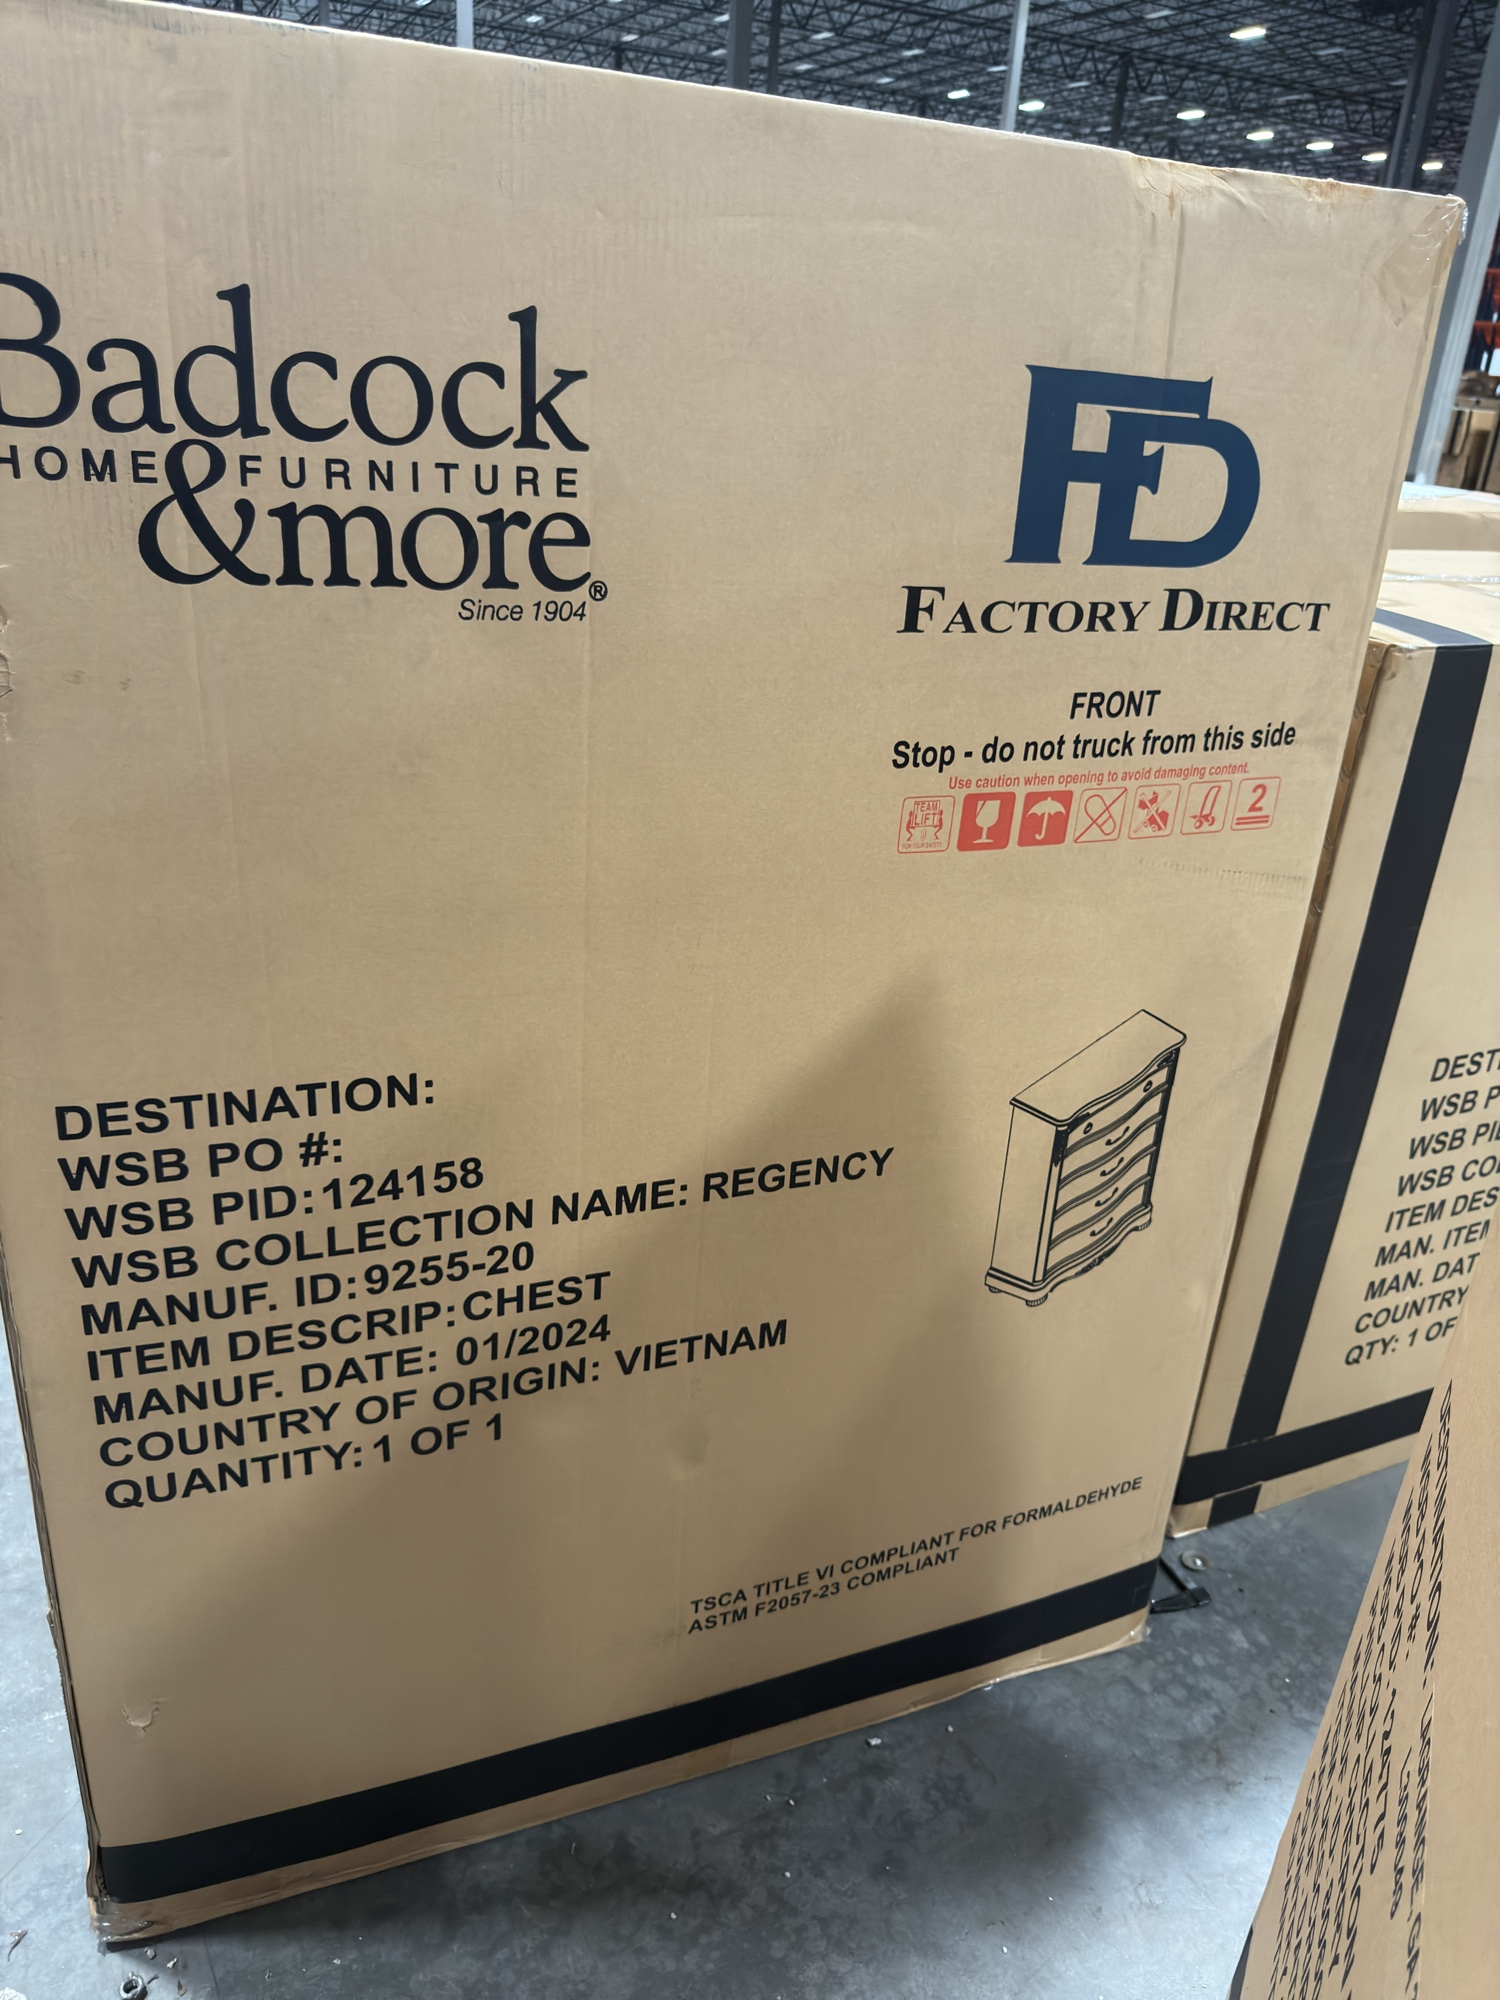 Badcock
HOME FURNITURE
&more®
Since 1904
FD
FACTORY DIRECT
FRONT
Stop - do not truck from this side
Use caution when opening to avoid damaging content.
TEAM
LIFT
FOR YOUR SAFETY
2
DESTINATION:
WSB PO #:
WSB PID: 124158
WSB COLLECTION NAME: REGENCY
MANUF. ID: 9255-20
ITEM DESCRIP: CHEST
MANUF. DATE: 01/2024
COUNTRY OF ORIGIN: VIETNAM
QUANTITY: 1 OF 1
TSCA TITLE VI COMPLIANT FOR FORMALDEHYDE
ASTM F2057-23 COMPLIANT
DEST
WSB P
WSB PI
WSB CO
ITEM DES
MAN. ITEM
MAN. DAT
COUNTRY
QTY: 1 OF